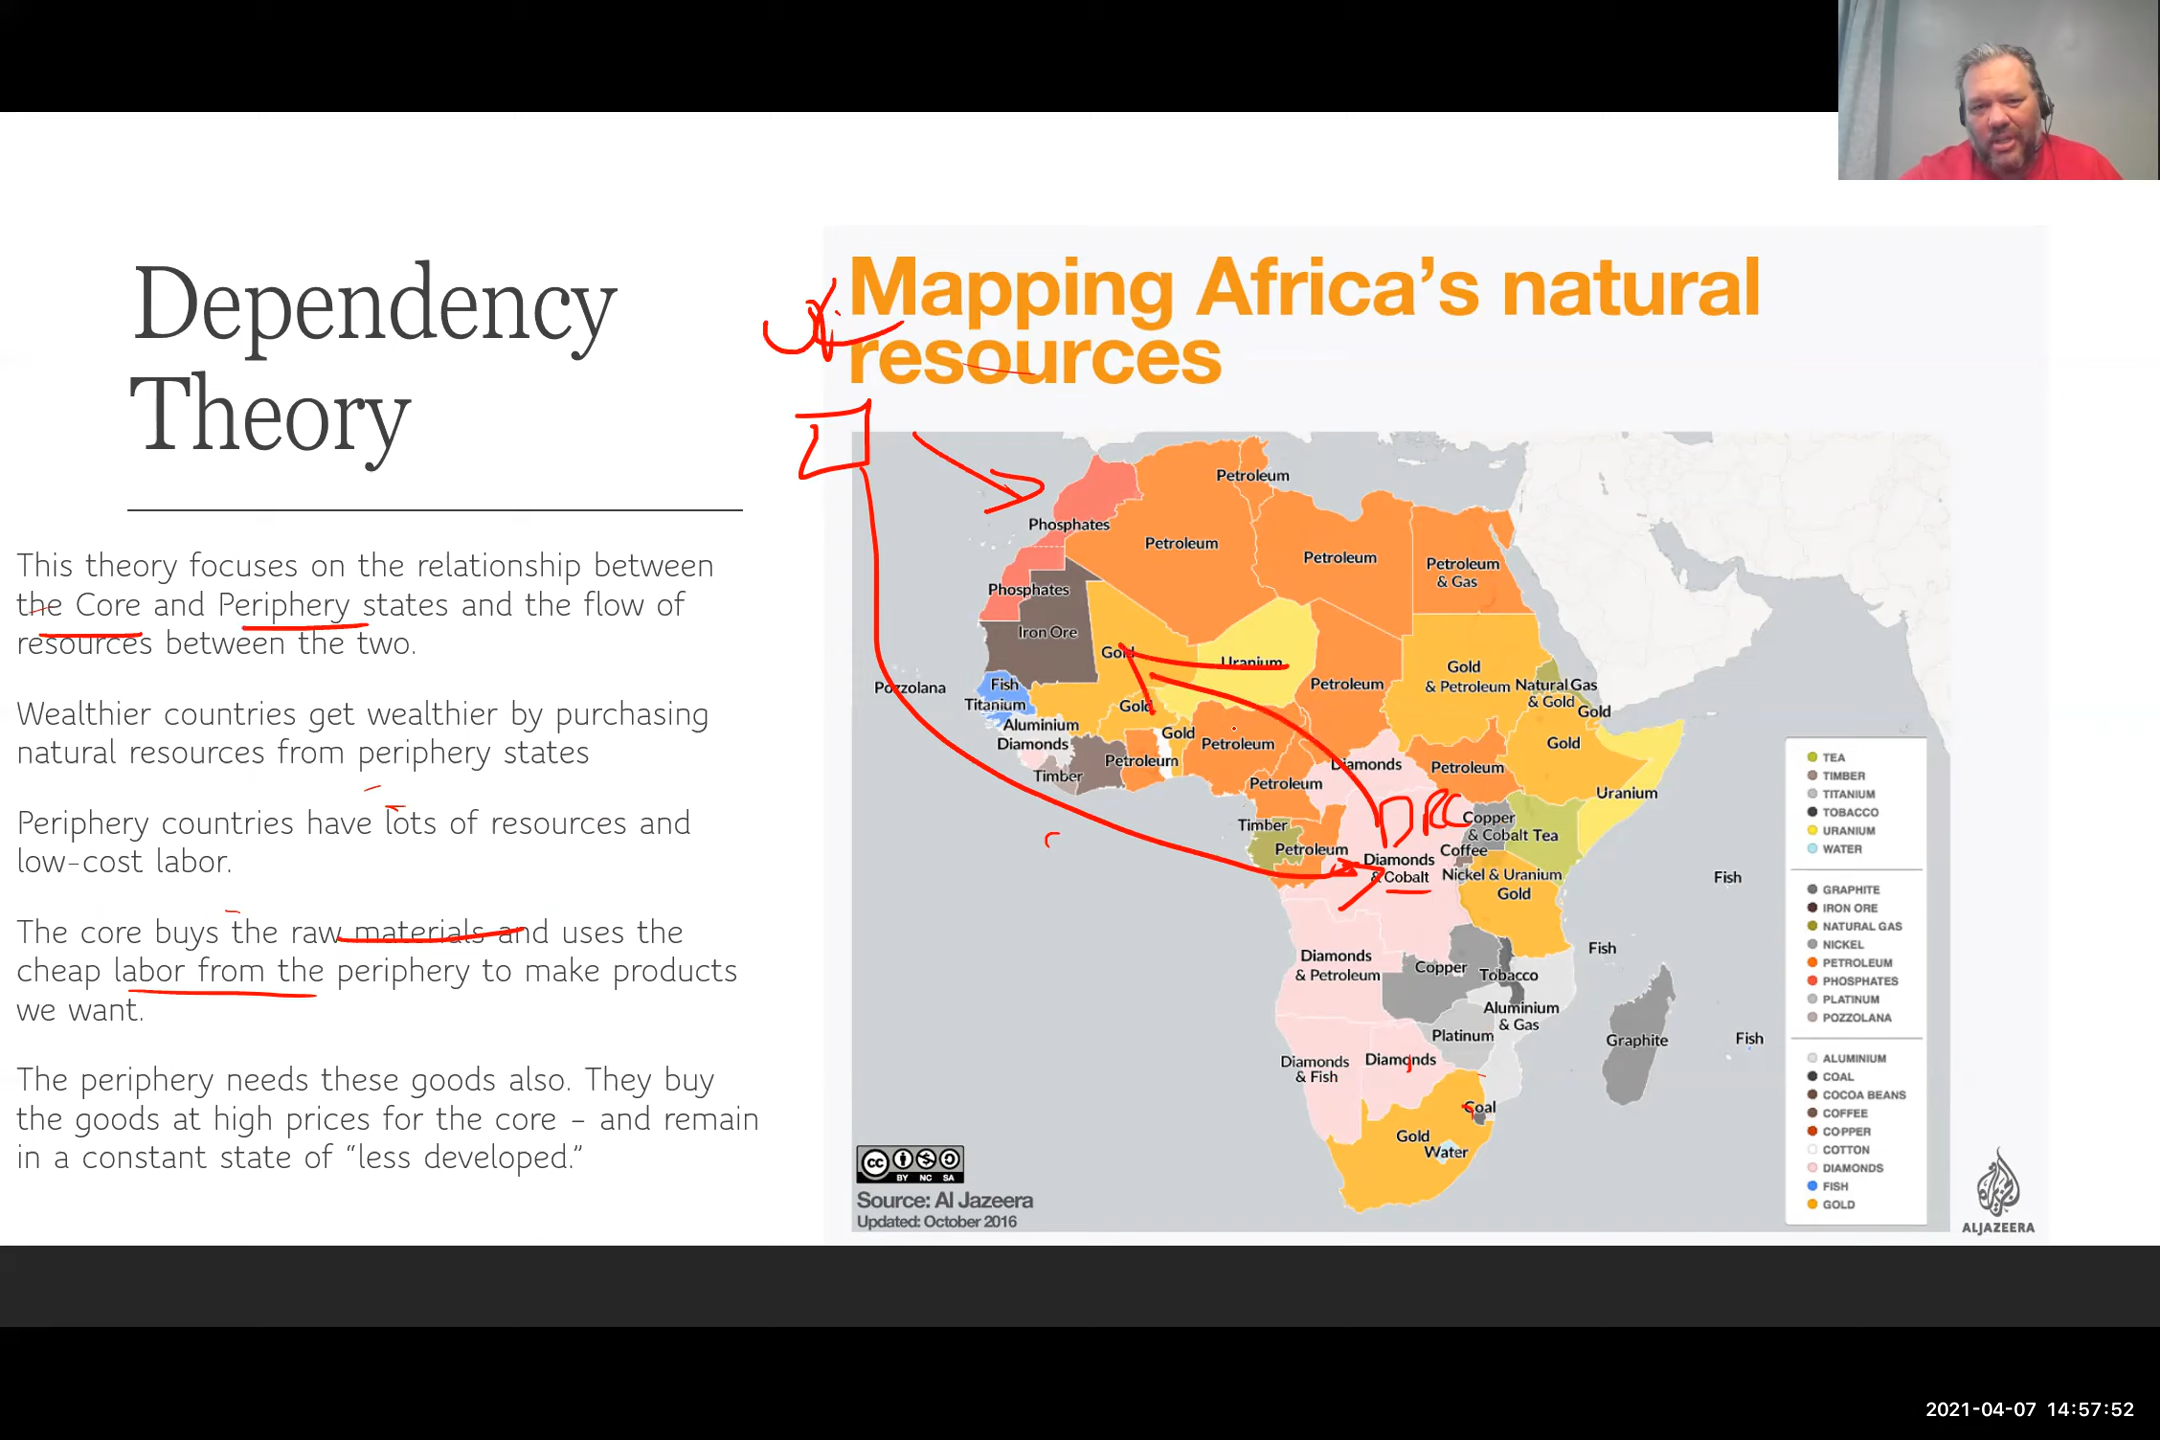 Dependency
Theory
This theory focuses on the relationship between
the Core and Periphery states and the flow of
resources between the two.
Wealthier countries get wealthier by purchasing
natural resources from periphery states
Periphery countries have lots of resources and
low-cost labor.
The core buys the raw materials and uses the
cheap labor from the periphery to make products
we want.
The periphery needs these goods also. They buy
the goods at high prices for the core – and remain
in a constant state of “less developed.”
Mapping Africa’s natural
resources
Petroleum
Phosphates
Petroleum
Petroleum
Petroleum
& Gas
Phosphates
Iron Ore
Gold
Uranium
Gold
& Petroleum
Petroleum
Natural Gas
& Gold
Gold
Pozzolana
Fish
Titanium
Gold
Aluminium
Diamonds
Gold
Petroleum
Gold
Timber
Petroleum
Diamonds
Petroleum
Petroleum
Uranium
DRC
Timber
Petroleum
Copper
& Cobalt
Tea
Coffee
Diamonds
& Cobalt
Nickel & Uranium
Gold
Fish
Fish
Diamonds
& Petroleum
Copper
Tobacco
Aluminium
& Gas
Platinum
Graphite
Fish
Diamonds
& Fish
Diamonds
Coal
Gold
Water
TEA
TIMBER
TITANIUM
TOBACCO
URANIUM
WATER
GRAPHITE
IRON ORE
NATURAL GAS
NICKEL
PETROLEUM
PHOSPHATES
PLATINUM
POZZOLANA
ALUMINIUM
COAL
COCOA BEANS
COFFEE
COPPER
COTTON
DIAMONDS
FISH
GOLD
cc
BY NC SA
Source: Al Jazeera
Updated: October 2016
ALJAZEERA
2021-04-07 14:57:52